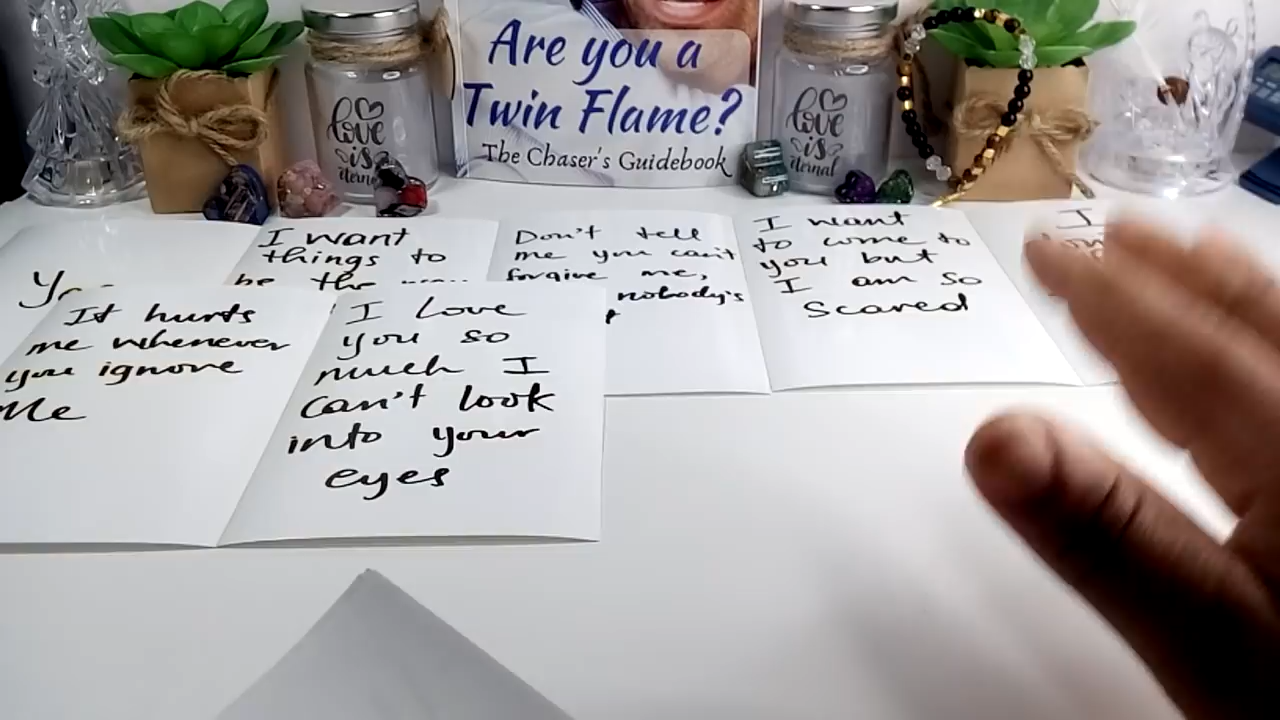 Are you a
Twin Flame?
The Chaser's Guidebook
love
is
love
is
eternal
I want
things to
be the
Don't tell
me you can't
forgive me,
nobody's
I want
to come to
you but
I am so
scared
I
It hurts
me whenever
you ignore
Me
I Love
you so
much I
can't look
into your
eyes